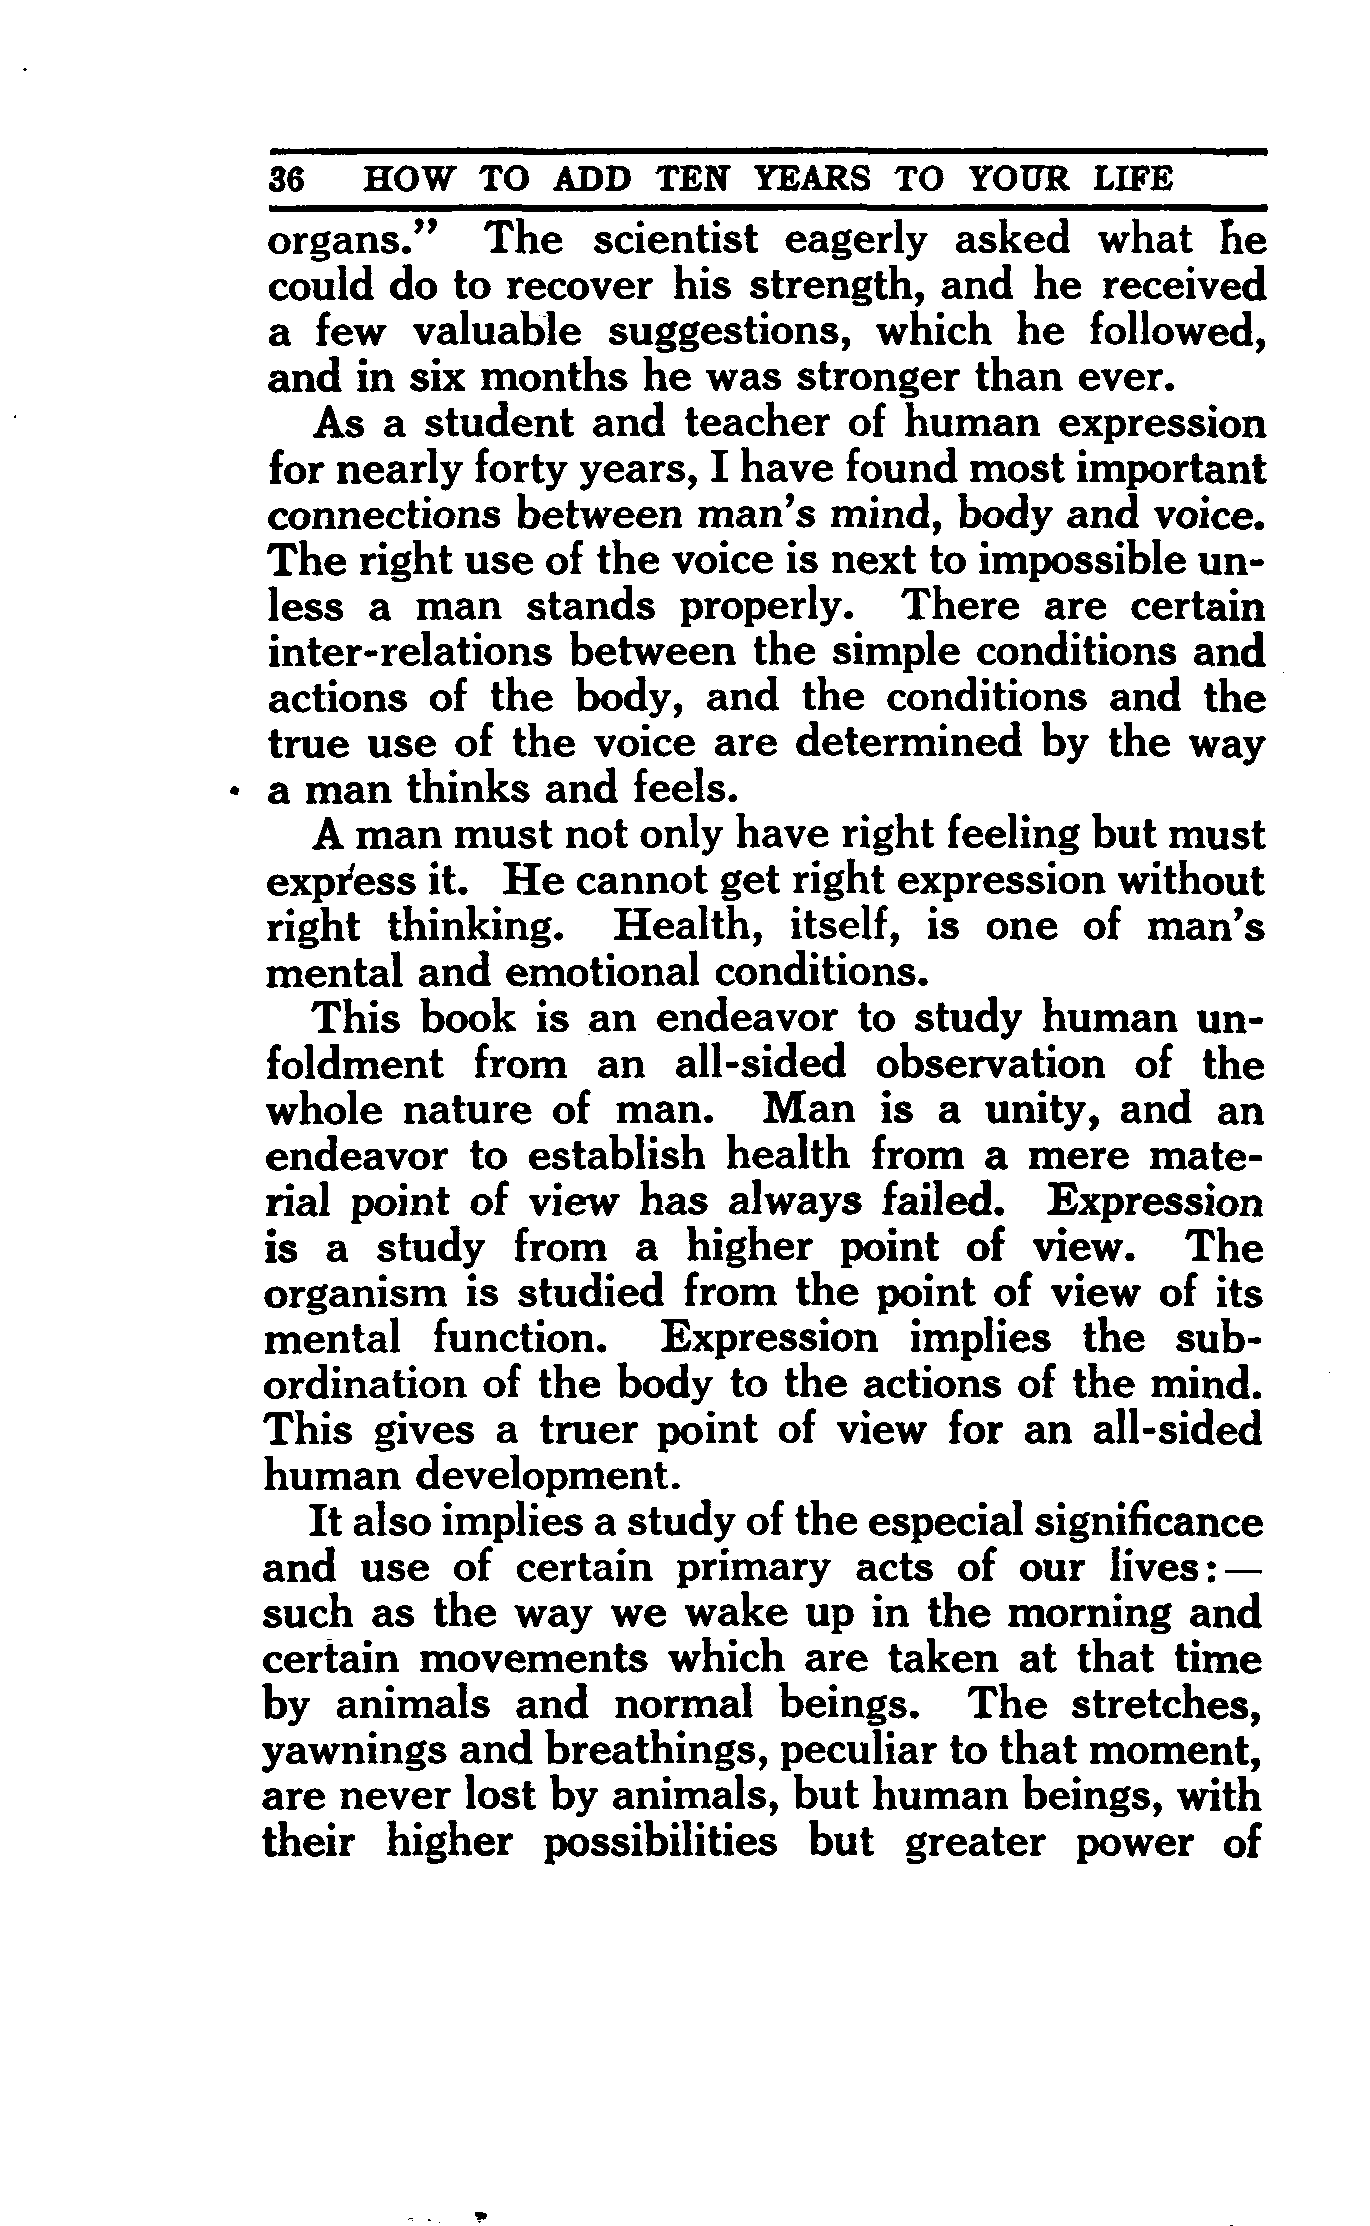 36 HOW TO ADD TEN YEARS TO YOUR LIFE
organs.” The scientist eagerly asked what he
could do to recover his strength, and he received
a few valuable suggestions, which he followed,
and in six months he was stronger than ever.
As a student and teacher of human expression
for nearly forty years, I have found most important
connections between man’s mind, body and voice.
The right use of the voice is next to impossible un-
less a man stands properly. There are certain
inter-relations between the simple conditions and
actions of the body, and the conditions and the
true use of the voice are determined by the way
a man thinks and feels.
A man must not only have right feeling but must
express it. He cannot get right expression without
right thinking. Health, itself, is one of man’s
mental and emotional conditions.
This book is an endeavor to study human un-
foldment from an all-sided observation of the
whole nature of man. Man is a unity, and an
endeavor to establish health from a mere mate-
rial point of view has always failed. Expression
is a study from a higher point of view. The
organism is studied from the point of view of its
mental function. Expression implies the sub-
ordination of the body to the actions of the mind.
This gives a truer point of view for an all-sided
human development.
It also implies a study of the especial significance
and use of certain primary acts of our lives:—
such as the way we wake up in the morning and
certain movements which are taken at that time
by animals and normal beings. The stretches,
yawnings and breathings, peculiar to that moment,
are never lost by animals, but human beings, with
their higher possibilities but greater power of